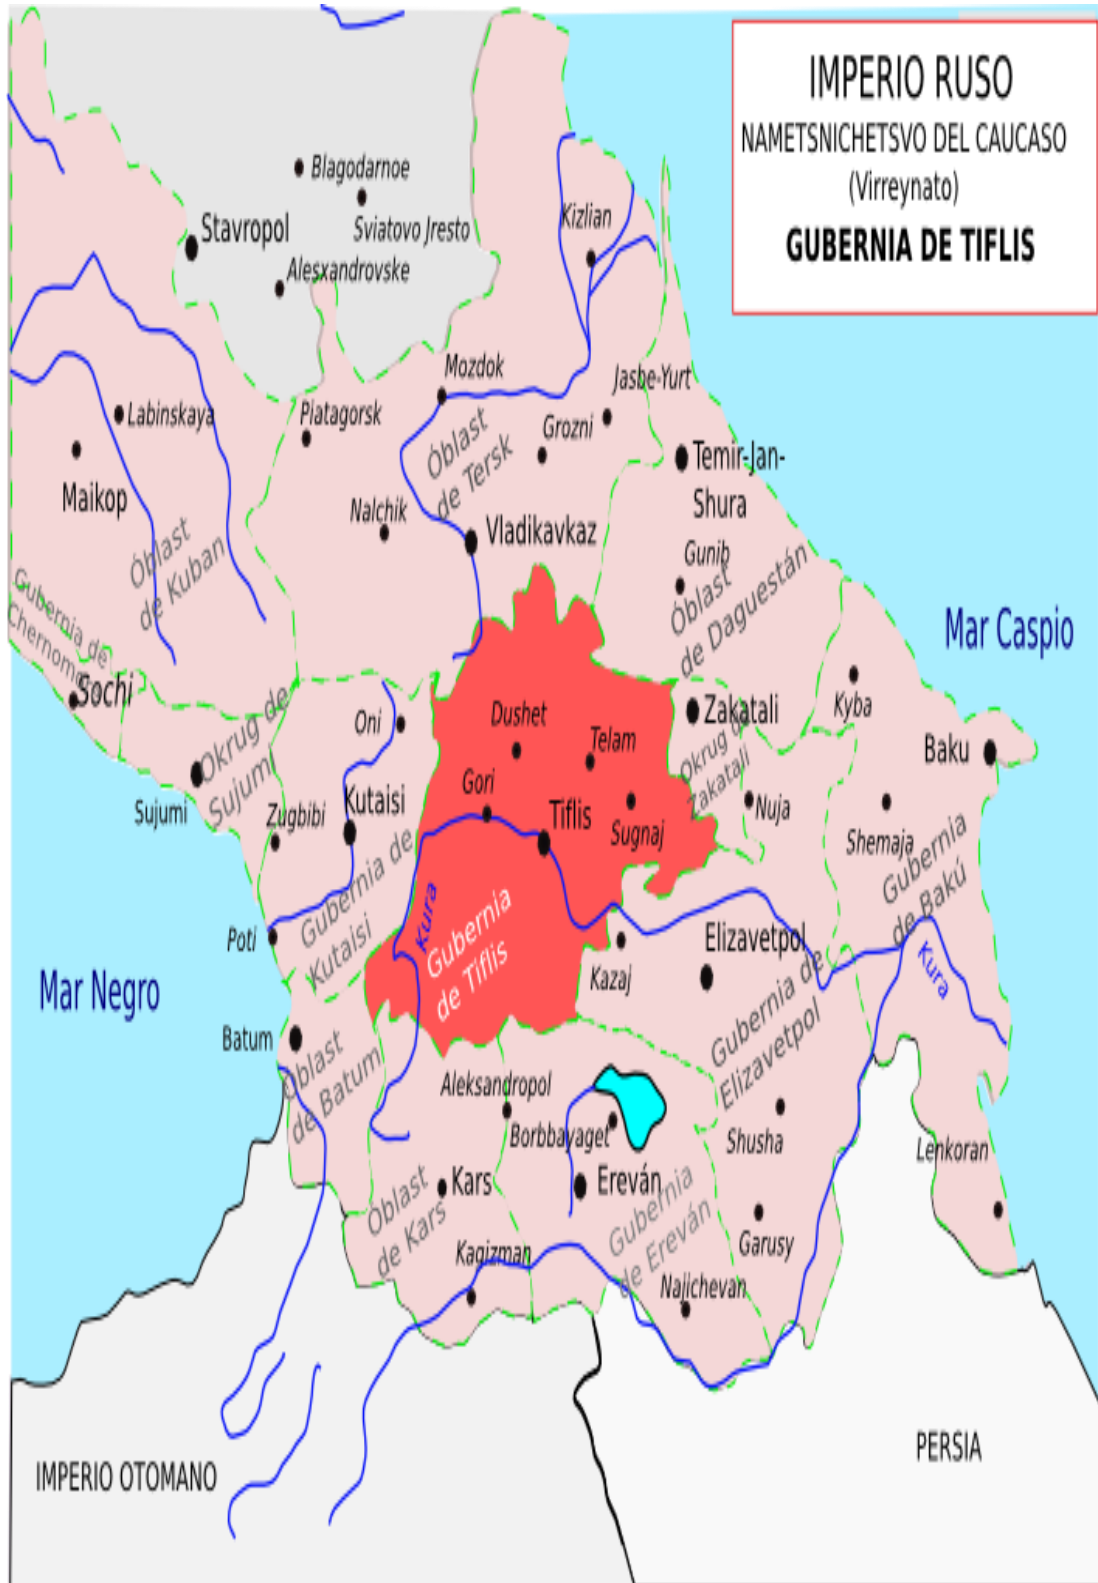 IMPERIO RUSO
NAMETSNICHETSVO DEL CAUCASO
(Virreynato)
GUBERNIA DE TIFLIS
Blagodarnoe
Sviatovo Jresto
Stavropol
Alesxandrovske
Kizlian
Mozdok
Jasbe-Yurt
Labinskaya
Piatagorsk
Óblast
de Tersk
Grozni
Temir-Jan-
Shura
Maikop
Nalchik
Vladikavkaz
Óblast
de Kuban
Gunib
Óblast
de Daguestán
Gubernia de
Chernomo
Sochi
Mar Caspio
Okrug de
Sujumi
Oni
Dushet
Telam
Zakatali
Okrug de
Zakatali
Kyba
Baku
Sujumi
Zugbibi
Kutaisi
Gori
Tiflis
Sugnaj
Nuja
Shemaja
Gubernia
de Bakú
Gubernia de
Kutaisi
Kura
Gubernia
de Tiflis
Poti
Kazaj
Elizavetpol
Gubernia de
Elizavetpol
Kura
Mar Negro
Batum
Óblast
de Batum
Aleksandropol
Borbbayaget
Shusha
Lenkoran
Kars
Óblast
de Kars
Ereván
Gubernia
de Ereván
Garusy
Kagizman
Najichevan
IMPERIO OTOMANO
PERSIA